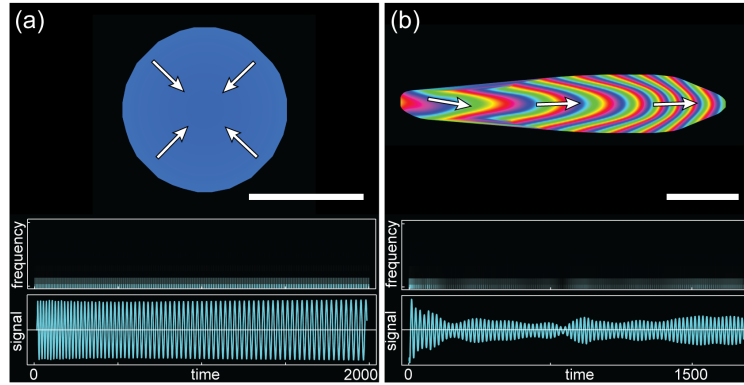 (a)
frequency
signal
0
time
2000
(b)
frequency
signal
0
time
1500